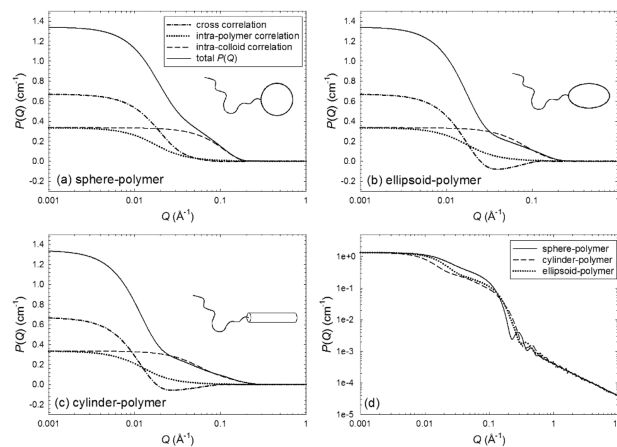 1.4
1.2
1.0
0.8
0.6
0.4
0.2
0.0
-0.2
P(Q) (cm⁻¹)
cross correlation
intra-polymer correlation
intra-colloid correlation
total P(Q)
(a) sphere-polymer
0.001
0.01
0.1
1
Q (Å⁻¹)
1.4
1.2
1.0
0.8
0.6
0.4
0.2
0.0
-0.2
P(Q) (cm⁻¹)
(b) ellipsoid-polymer
0.001
0.01
0.1
1
Q (Å⁻¹)
1.4
1.2
1.0
0.8
0.6
0.4
0.2
0.0
-0.2
P(Q) (cm⁻¹)
(c) cylinder-polymer
0.001
0.01
0.1
1
Q (Å⁻¹)
1e+0
1e-1
1e-2
1e-3
1e-4
1e-5
P(Q) (cm⁻¹)
sphere-polymer
cylinder-polymer
ellipsoid-polymer
(d)
0.001
0.01
0.1
1
Q (Å⁻¹)